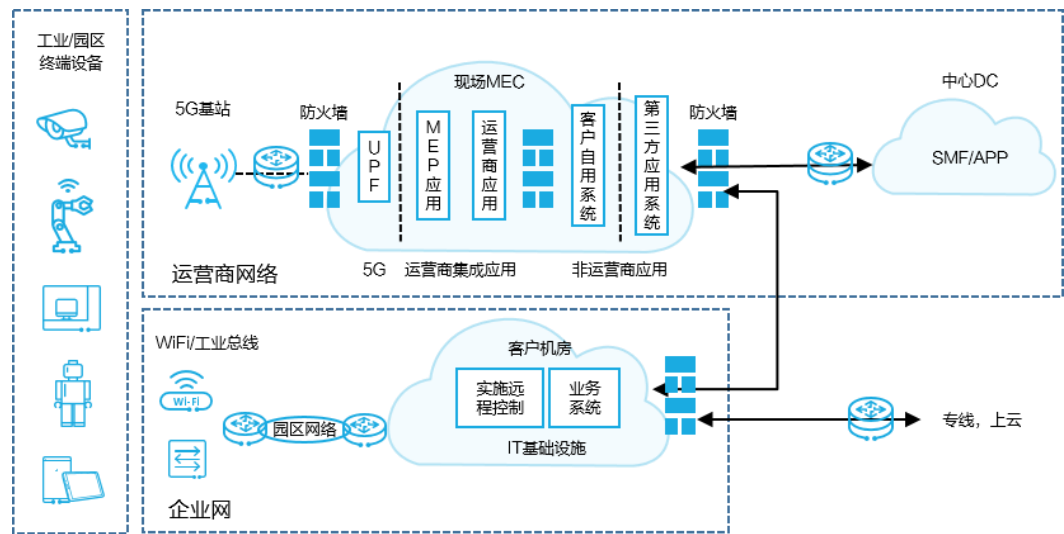 工业/园区
终端设备
5G基站
防火墙
现场MEC
防火墙
中心DC
UPF
MEP应用
运营商应用
客户自用系统
第三方应用系统
SMF/APP
5G
运营商集成应用
非运营商应用
运营商网络
WiFi/工业总线
Wi-Fi
园区网络
客户机房
实施远
程控制
业务
系统
IT基础设施
专线，上云
企业网